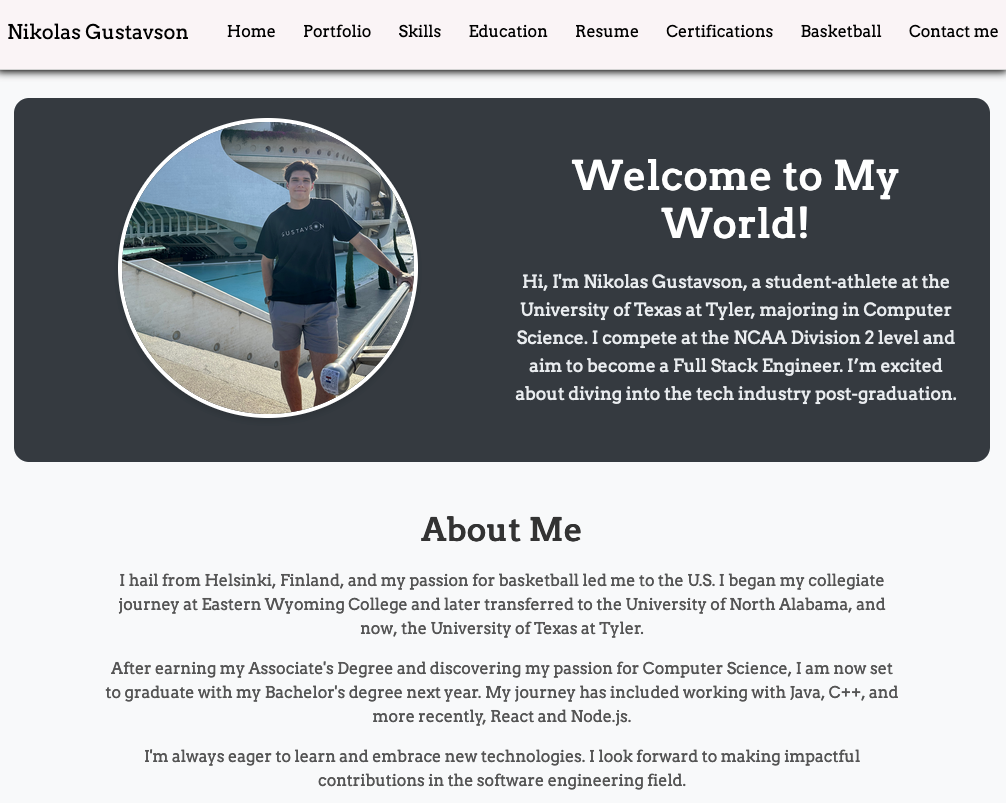 Nikolas Gustavson Home Portfolio Skills Education Resume Certifications Basketball Contact me
GUSTAVSON
Welcome to My
World!
Hi, I'm Nikolas Gustavson, a student-athlete at the
University of Texas at Tyler, majoring in Computer
Science. I compete at the NCAA Division 2 level and
aim to become a Full Stack Engineer. I’m excited
about diving into the tech industry post-graduation.
About Me
I hail from Helsinki, Finland, and my passion for basketball led me to the U.S. I began my collegiate
journey at Eastern Wyoming College and later transferred to the University of North Alabama, and
now, the University of Texas at Tyler.
After earning my Associate's Degree and discovering my passion for Computer Science, I am now set
to graduate with my Bachelor's degree next year. My journey has included working with Java, C++, and
more recently, React and Node.js.
I'm always eager to learn and embrace new technologies. I look forward to making impactful
contributions in the software engineering field.